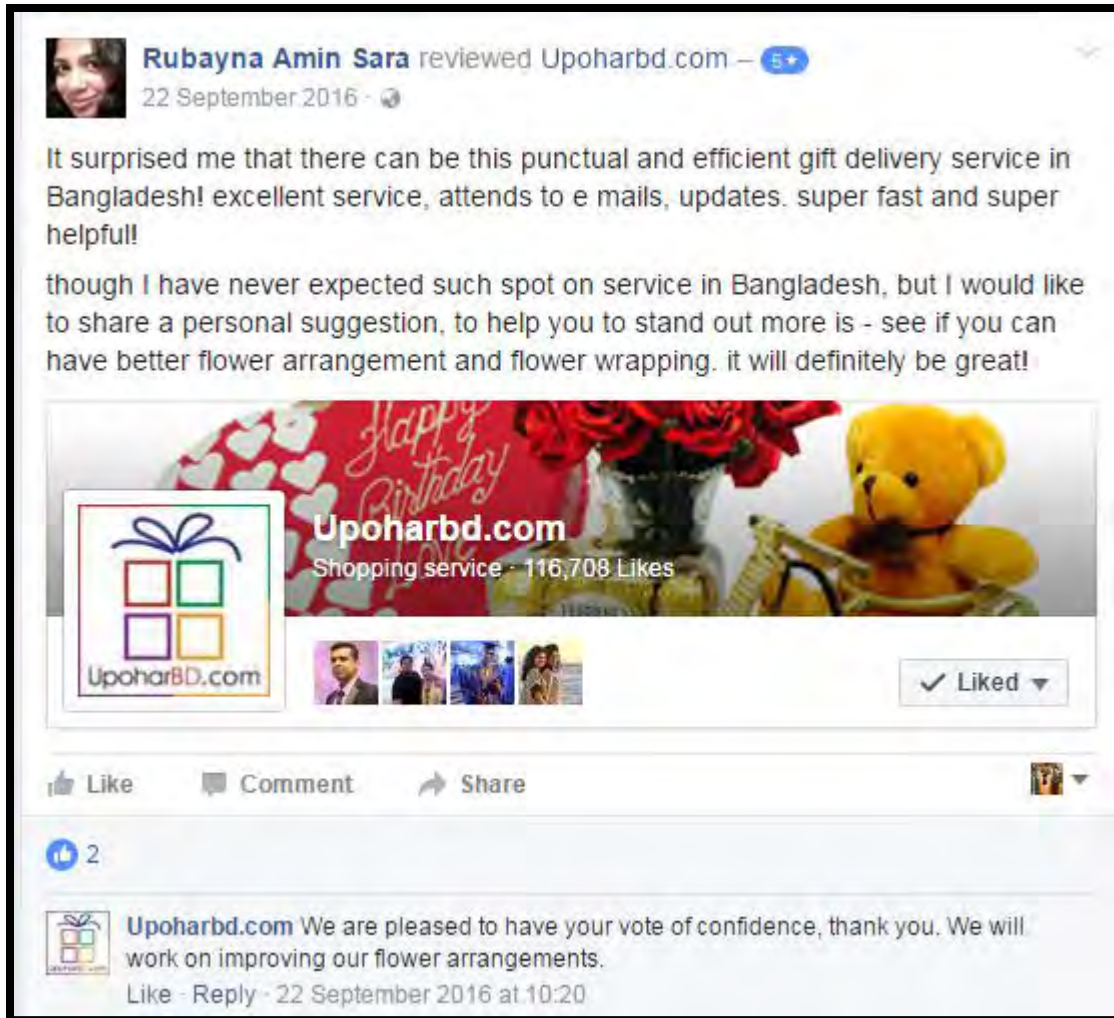 Rubayna Amin Sara reviewed Upoharbd.com – 5★
22 September 2016 ·
It surprised me that there can be this punctual and efficient gift delivery service in
Bangladesh! excellent service, attends to e mails, updates. super fast and super
helpful!
though I have never expected such spot on service in Bangladesh, but I would like
to share a personal suggestion, to help you to stand out more is - see if you can
have better flower arrangement and flower wrapping. it will definitely be great!
Happy
Birthday
Love
Upoharbd.com
Shopping service · 116,708 Likes
UpoharBD.com
Liked
Like Comment Share
2
Upoharbd.com We are pleased to have your vote of confidence, thank you. We will
work on improving our flower arrangements.
Like · Reply · 22 September 2016 at 10:20